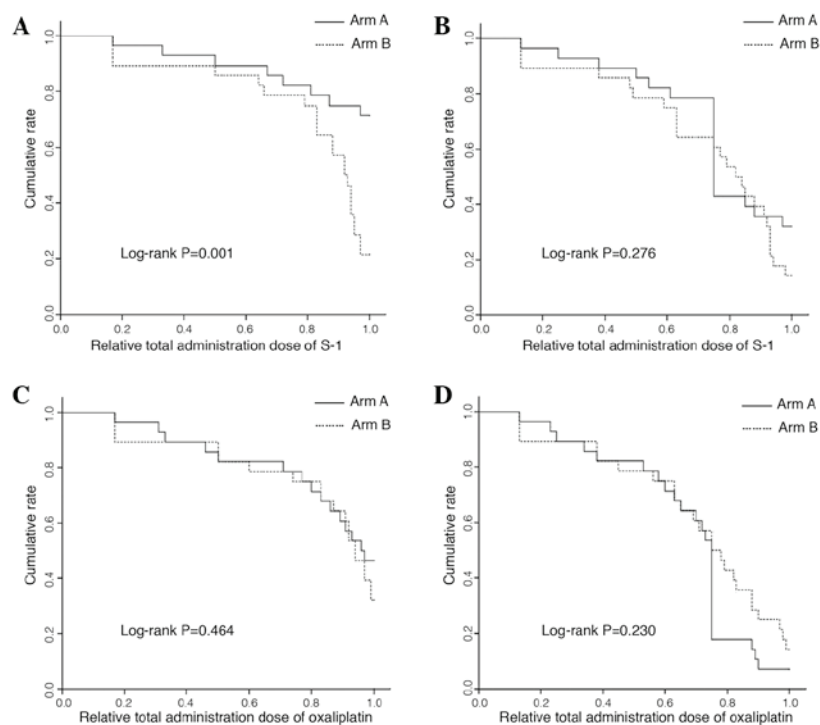 A
Arm A
Arm B
Cumulative rate
1.0
0.8
0.6
0.4
0.2
0.0
Log-rank P=0.001
0.0 0.2 0.4 0.6 0.8 1.0
Relative total administration dose of S-1
B
Arm A
Arm B
Cumulative rate
1.0
0.8
0.6
0.4
0.2
0.0
Log-rank P=0.276
0.0 0.2 0.4 0.6 0.8 1.0
Relative total administration dose of S-1
C
Arm A
Arm B
Cumulative rate
1.0
0.8
0.6
0.4
0.2
0.0
Log-rank P=0.464
0.0 0.2 0.4 0.6 0.8 1.0
Relative total administration dose of oxaliplatin
D
Arm A
Arm B
Cumulative rate
1.0
0.8
0.6
0.4
0.2
0.0
Log-rank P=0.230
0.0 0.2 0.4 0.6 0.8 1.0
Relative total administration dose of oxaliplatin